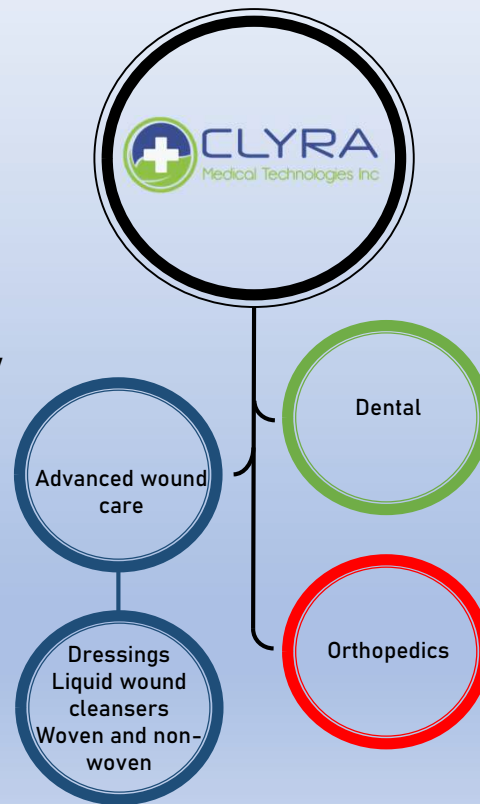 CLYRA
Medical Technologies Inc
Dental
Advanced wound
care
Orthopedics
Dressings
Liquid wound
cleansers
Woven and non-
woven